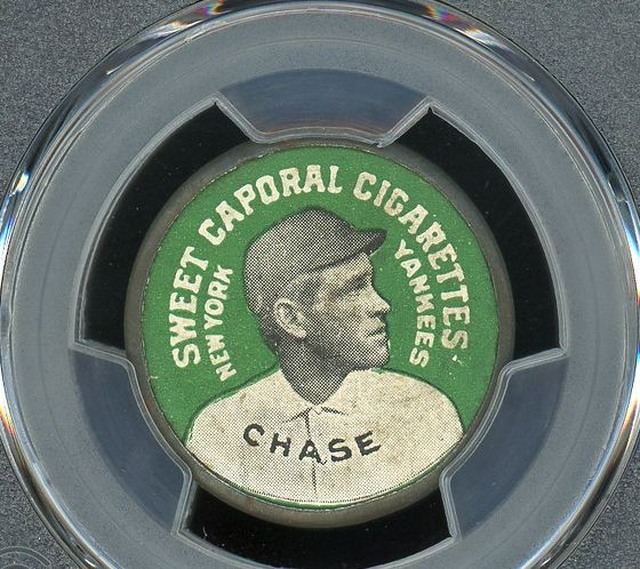 SWEET CAPORAL CIGARETTES
NEW YORK
YANKEES
CHASE